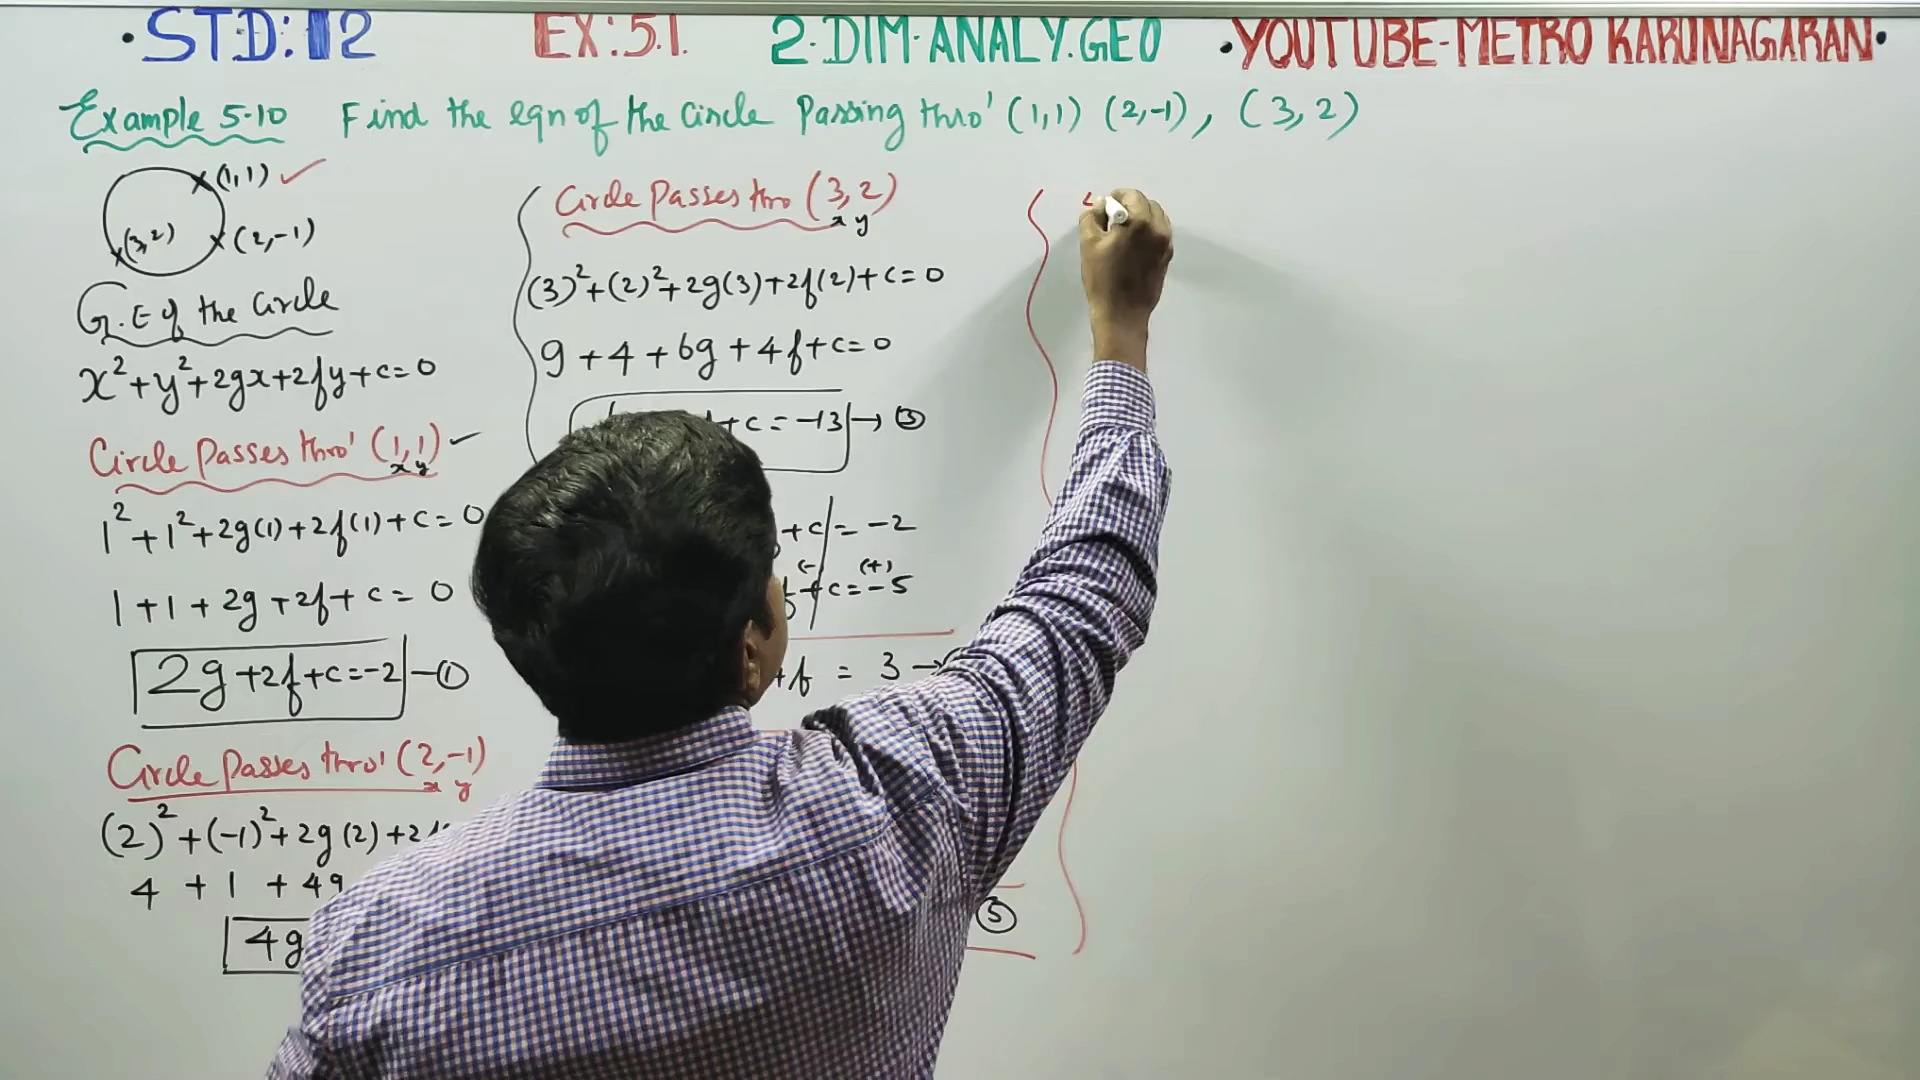 • STD: 12 EX: 5.1. 2-DIM-ANALY.GEO • YOUTUBE-METRO KARUNAGARAN •
Example 5.10 Find the eqn of the Circle Passing thro' (1,1) (2,-1), (3,2)
(1,1) ✓
(3,2)
(2,-1)
G.E of the Circle
x²+y²+2gx+2fy+c=0
Circle Passes thro' (1,1) ✓
x y
1²+1²+2g(1)+2f(1)+c=0
1+1+2g+2f+c=0
2g+2f+c=-2 —①
Circle Passes thro' (2,-1)
x y
(2)²+(-1)²+2g(2)+2
4+1+4g
4g
Circle Passes thro (3,2)
x y
(3)²+(2)²+2g(3)+2f(2)+c=0
9+4+6g+4f+c=0
+c=-13 → ③
+c=-2
(-) (+)
f+c=-5
+f = 3 →
⑤